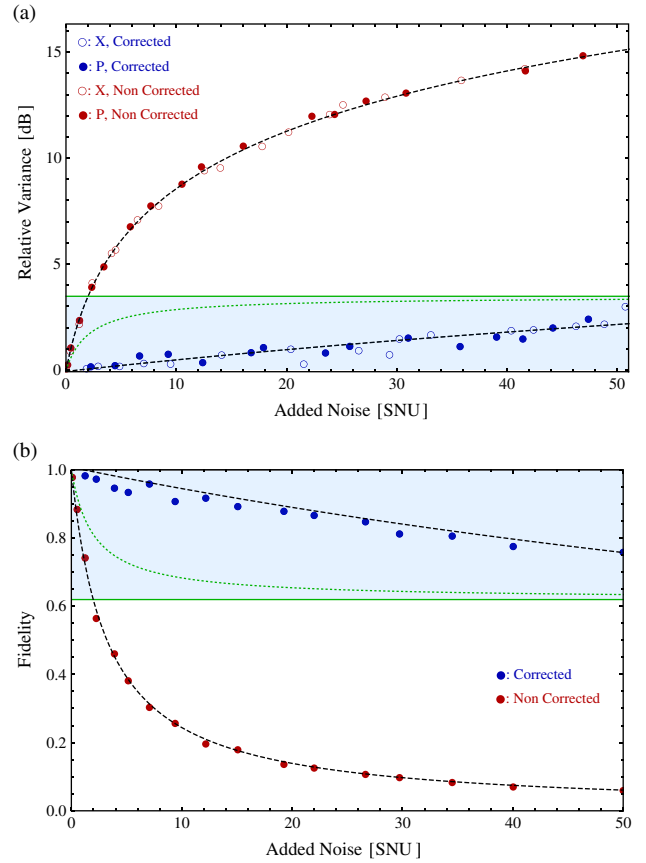 (a)
15
10
5
0
Relative Variance [dB]
○: X, Corrected
●: P, Corrected
○: X, Non Corrected
●: P, Non Corrected
0 10 20 30 40 50
Added Noise [SNU]
(b)
1.0
0.8
0.6
0.4
0.2
0.0
Fidelity
●: Corrected
●: Non Corrected
0 10 20 30 40 50
Added Noise [SNU]